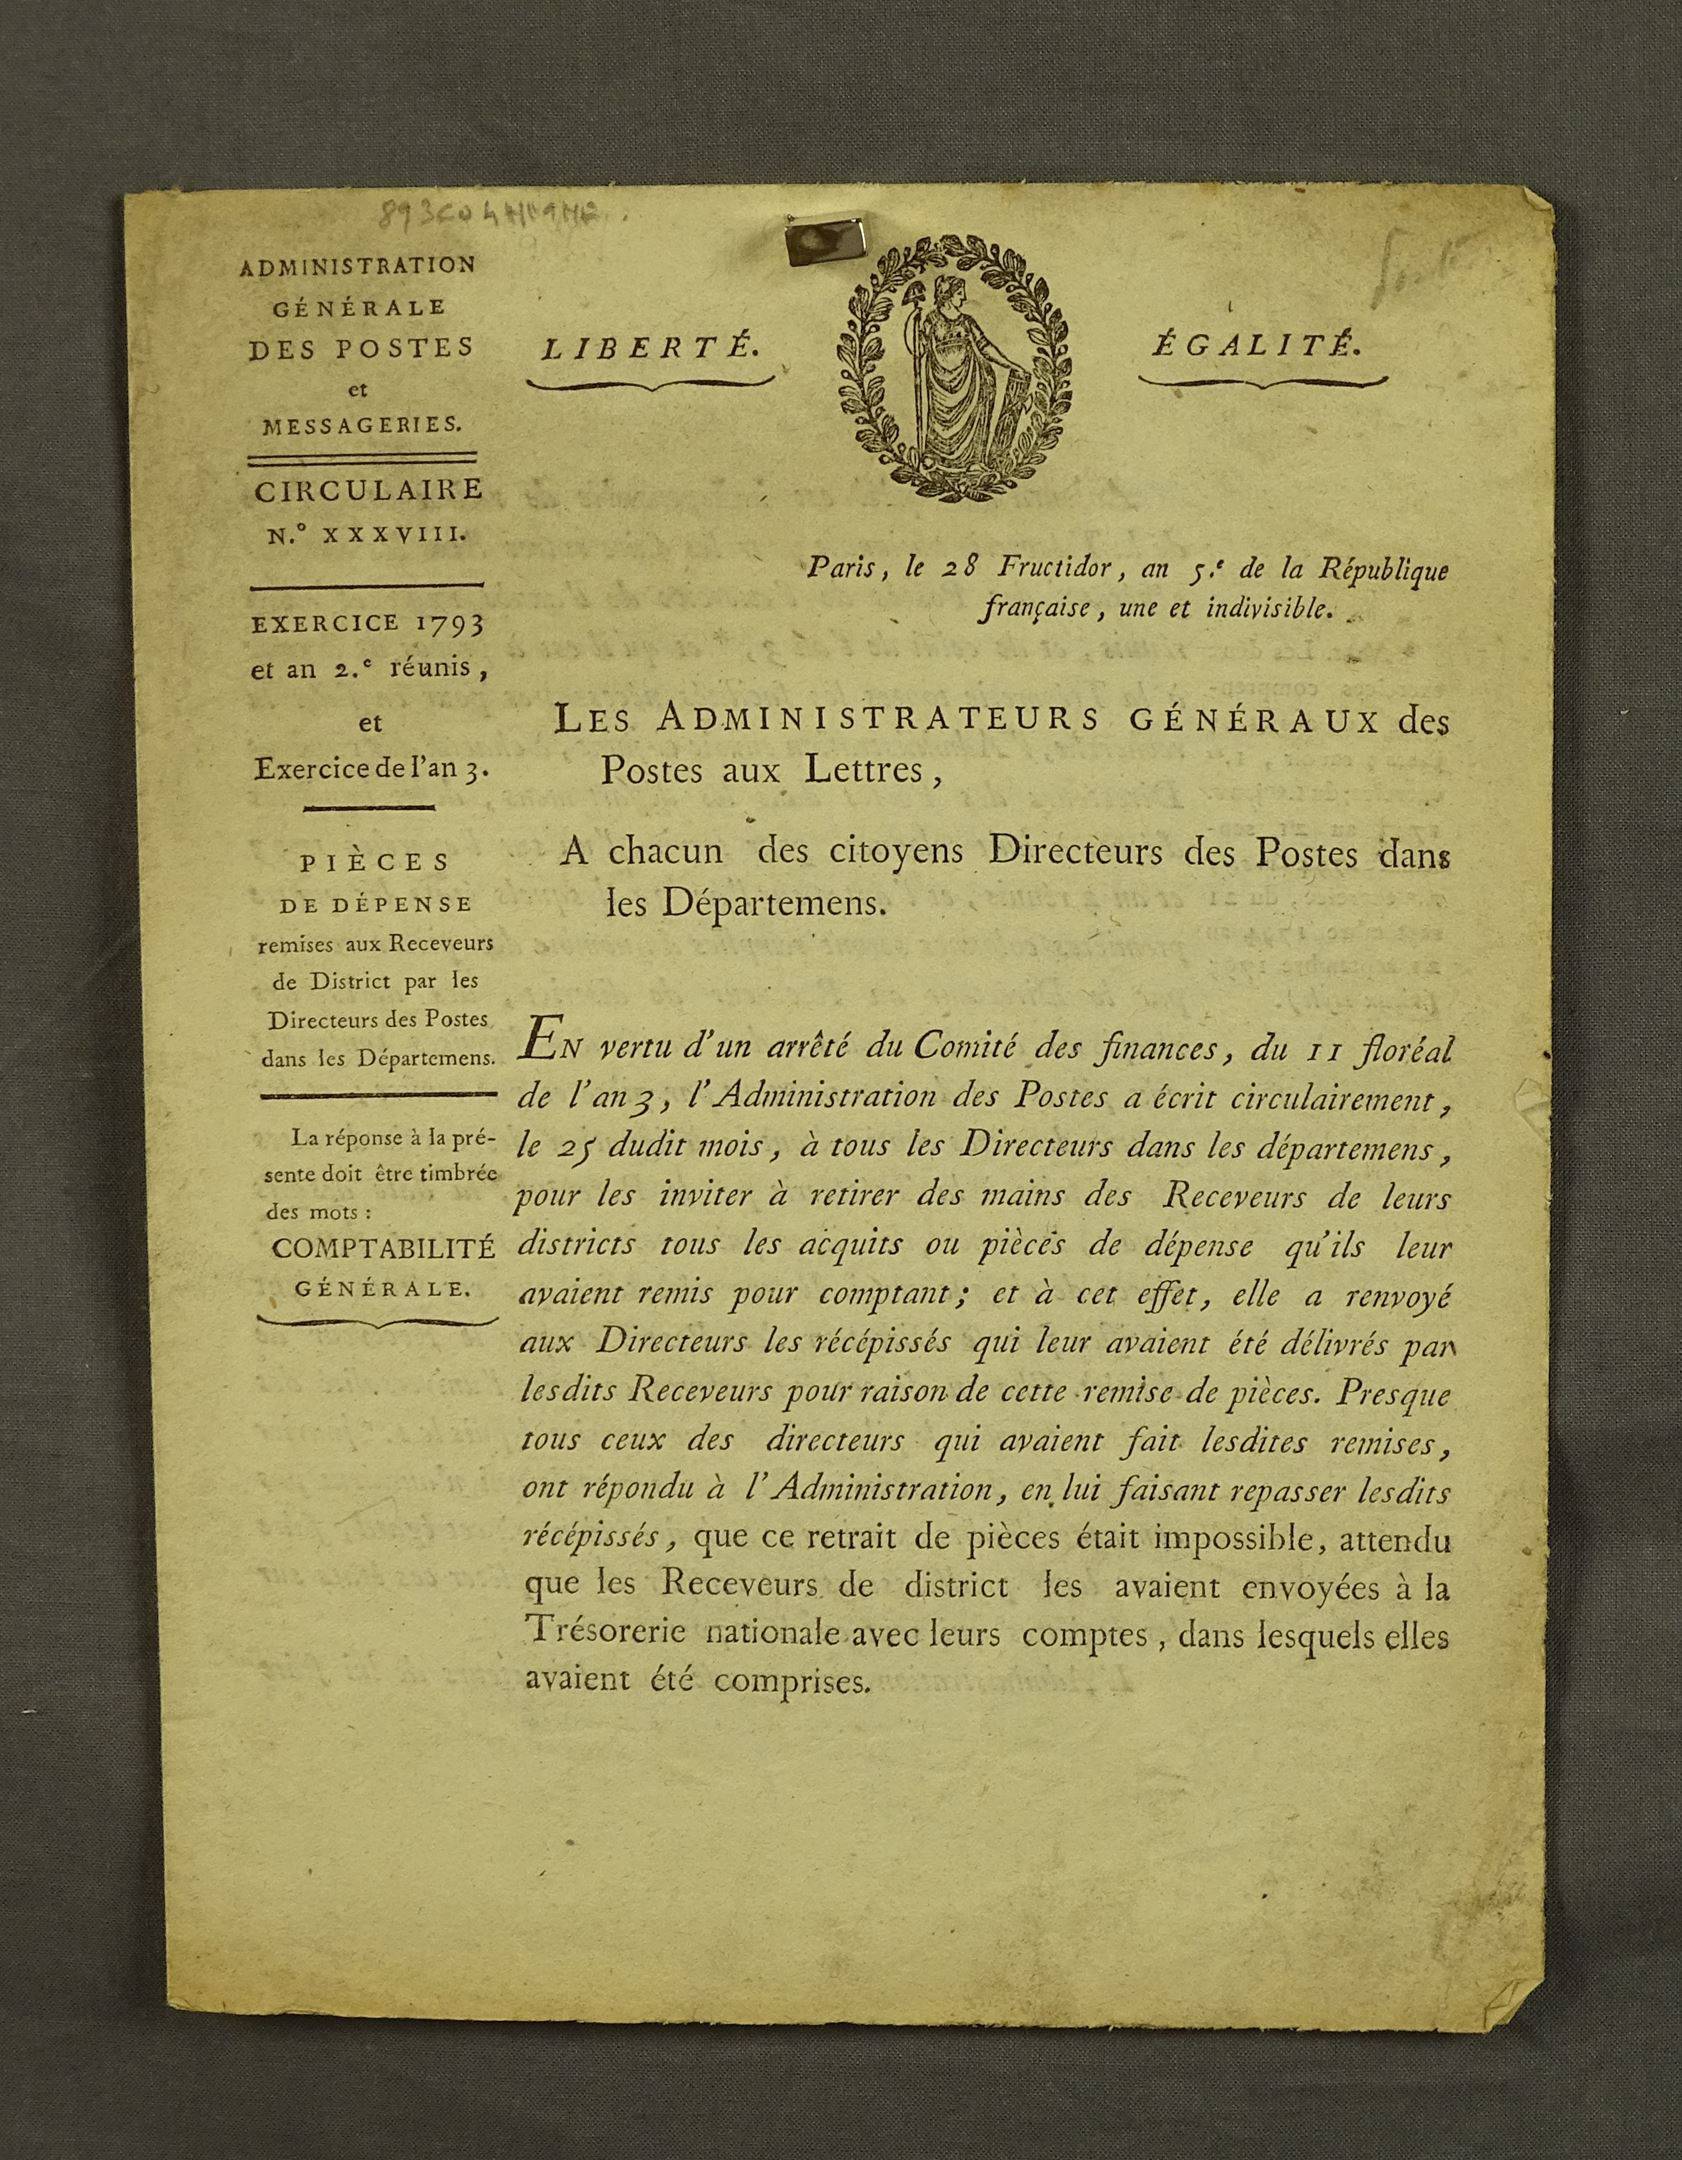 ADMINISTRATION
GÉNÉRALE
DES POSTES
et
MESSAGERIES.
CIRCULAIRE
N.º XXXVIII.
EXERCICE 1793
et an 2.e réunis,
et
Exercice de l'an 3.
PIÈCES
DE DÉPENSE
remises aux Receveurs
de District par les
Directeurs des Postes
dans les Départemens.
La réponse à la pré-
sente doit être timbrée
des mots :
COMPTABILITÉ
GÉNÉRALE.
LIBERTÉ.
ÉGALITÉ.
Paris, le 28 Fructidor, an 5.e de la République
française, une et indivisible.
LES ADMINISTRATEURS GÉNÉRAUX des
Postes aux Lettres,
A chacun des citoyens Directeurs des Postes dans
les Départemens.
EN vertu d'un arrêté du Comité des finances, du 11 floréal
de l'an 3, l'Administration des Postes a écrit circulairement,
le 25 dudit mois, à tous les Directeurs dans les départemens,
pour les inviter à retirer des mains des Receveurs de leurs
districts tous les acquits ou pièces de dépense qu'ils leur
avaient remis pour comptant; et à cet effet, elle a renvoyé
aux Directeurs les récépissés qui leur avaient été délivrés par
lesdits Receveurs pour raison de cette remise de pièces. Presque
tous ceux des directeurs qui avaient fait lesdites remises,
ont répondu à l'Administration, en lui faisant repasser lesdits
récépissés, que ce retrait de pièces était impossible, attendu
que les Receveurs de district les avaient envoyées à la
Trésorerie nationale avec leurs comptes, dans lesquels elles
avaient été comprises.